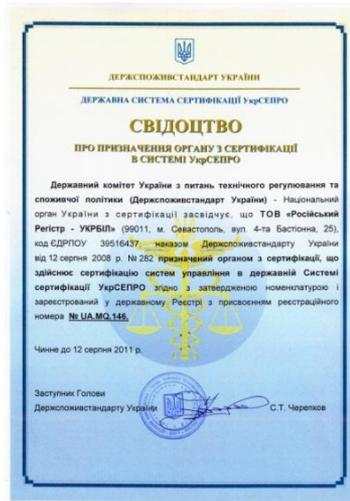 ДЕРЖСПОЖИВСТАНДАРТ УКРАЇНИ
ДЕРЖАВНА СИСТЕМА СЕРТИФІКАЦІЇ УкрСЕПРО
СВІДОЦТВО
ПРО ПРИЗНАЧЕННЯ ОРГАНУ З СЕРТИФІКАЦІЇ
В СИСТЕМІ УкрСЕПРО
Державний комітет України з питань технічного регулювання та
споживчої політики (Держспоживстандарт України) - Національний
орган України з сертифікації засвідчує, що ТОВ «Російський
Регістр - УКРБІЛ» (99011, м. Севастополь, вул. 4-та Бастіонна, 25),
код ЄДРПОУ 39516437, наказом Держспоживстандарту України
від 12 серпня 2008 р. №282 призначений органом з сертифікації, що
здійснює сертифікацію систем управління в державній Системі
сертифікації УкрСЕПРО згідно з затвердженою номенклатурою і
зареєстрований у державному Реєстрі з присвоєнням реєстраційного
номера № UA.MQ.146.
Чинне до 12 серпня 2011 р.
Заступник Голови
Держспоживстандарту України
С.Т. Черепков